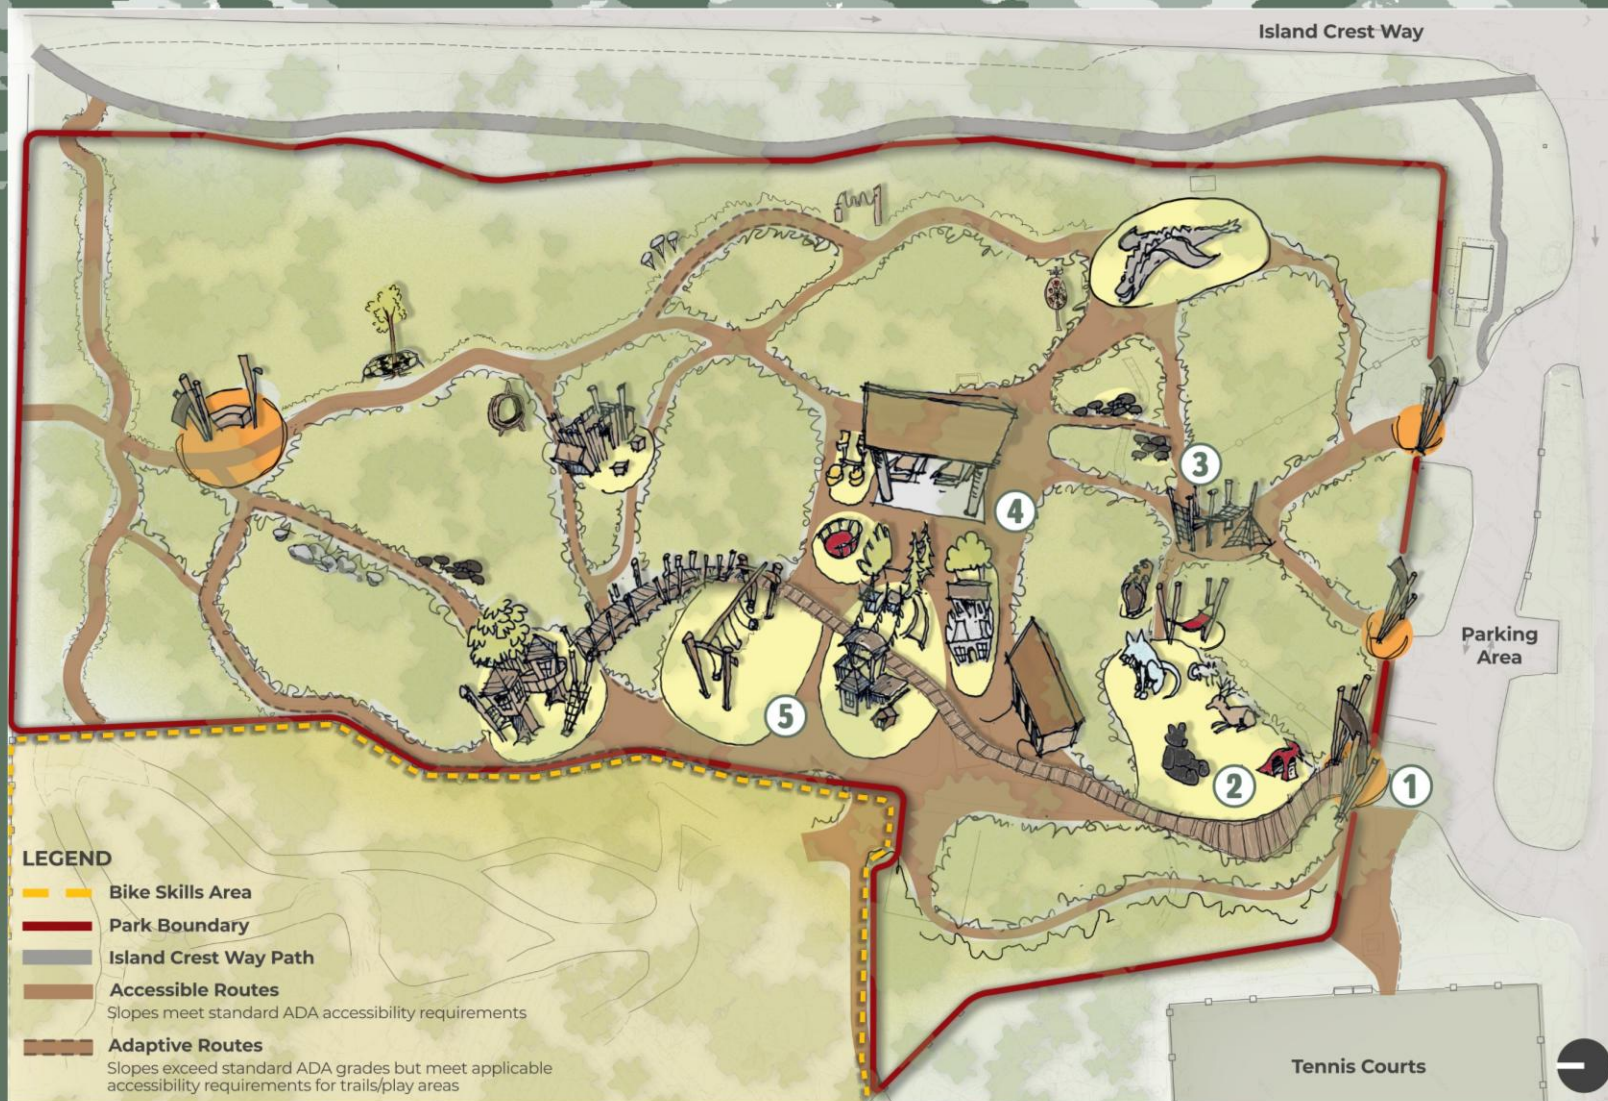 Island Crest Way
3
4
Parking
Area
5
2
1
LEGEND
Bike Skills Area
Park Boundary
Island Crest Way Path
Accessible Routes
Slopes meet standard ADA accessibility requirements
Adaptive Routes
Slopes exceed standard ADA grades but meet applicable
accessibility requirements for trails/play areas
Tennis Courts